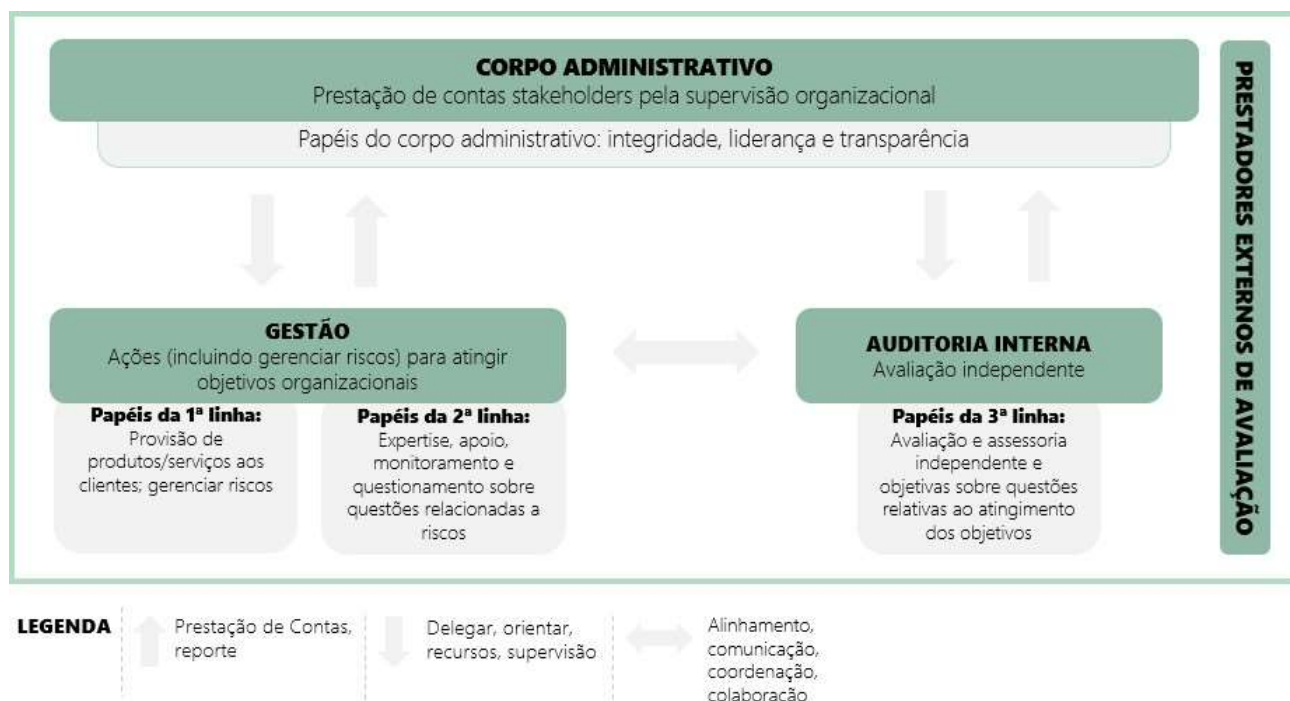 CORPO ADMINISTRATIVO
Prestação de contas stakeholders pela supervisão organizacional
Papéis do corpo administrativo: integridade, liderança e transparência
GESTÃO
Ações (incluindo gerenciar riscos) para atingir
objetivos organizacionais
Papéis da 1ª linha:
Provisão de
produtos/serviços aos
clientes; gerenciar riscos
Papéis da 2ª linha:
Expertise, apoio,
monitoramento e
questionamento sobre
questões relacionadas a
riscos
AUDITORIA INTERNA
Avaliação independente
Papéis da 3ª linha:
Avaliação e assessoria
independente e
objetivas sobre questões
relativas ao atingimento
dos objetivos
PRESTADORES EXTERNOS DE AVALIAÇÃO
LEGENDA
Prestação de Contas,
reporte
Delegar, orientar,
recursos, supervisão
Alinhamento,
comunicação,
coordenação,
colaboração